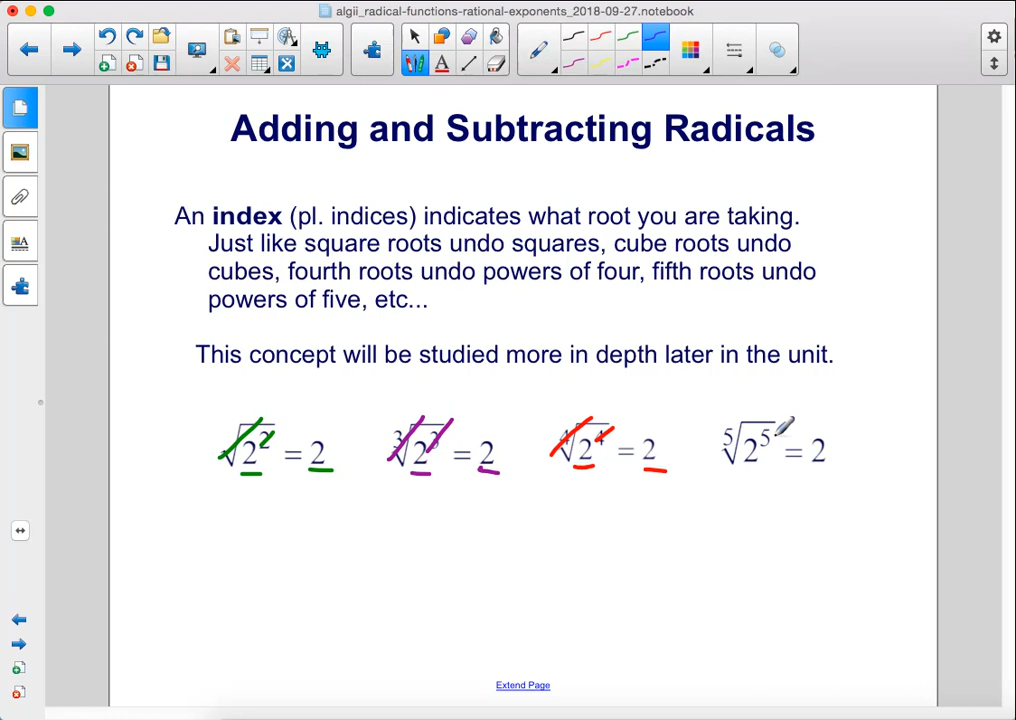 algii_radical-functions-rational-exponents_2018-09-27.notebook
Adding and Subtracting Radicals
An index (pl. indices) indicates what root you are taking.
Just like square roots undo squares, cube roots undo
cubes, fourth roots undo powers of four, fifth roots undo
powers of five, etc...
This concept will be studied more in depth later in the unit.
√2² = 2 ∛2³ = 2 ∜2⁴ = 2 ⁵√2⁵ = 2
Extend Page